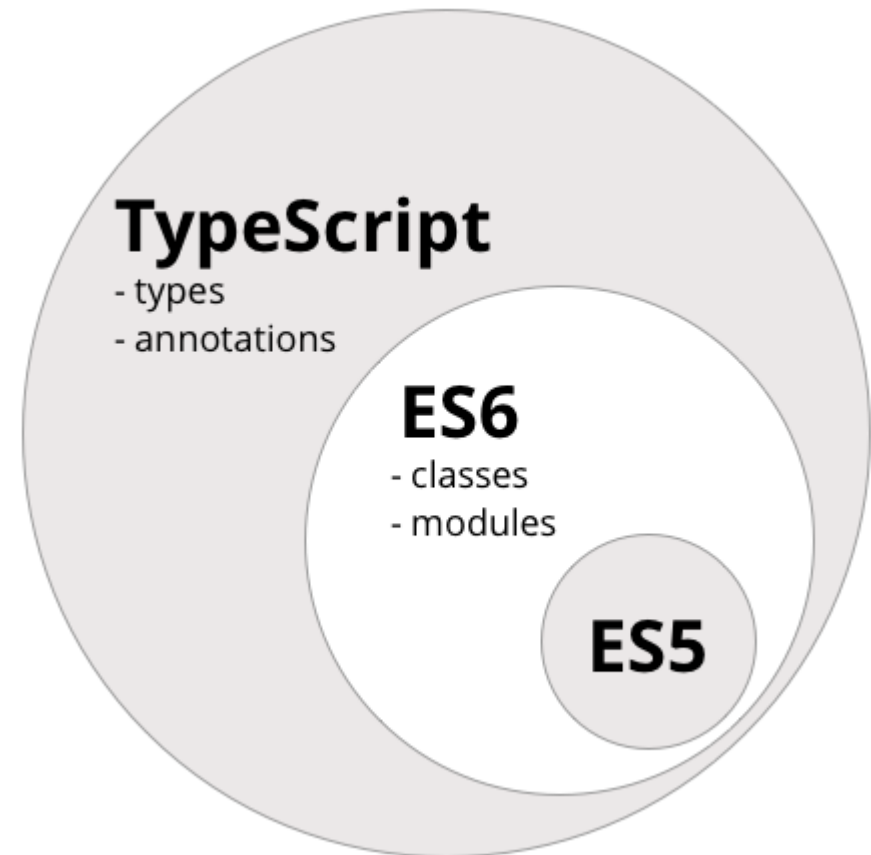 TypeScript
- types
- annotations
ES6
- classes
- modules
ES5